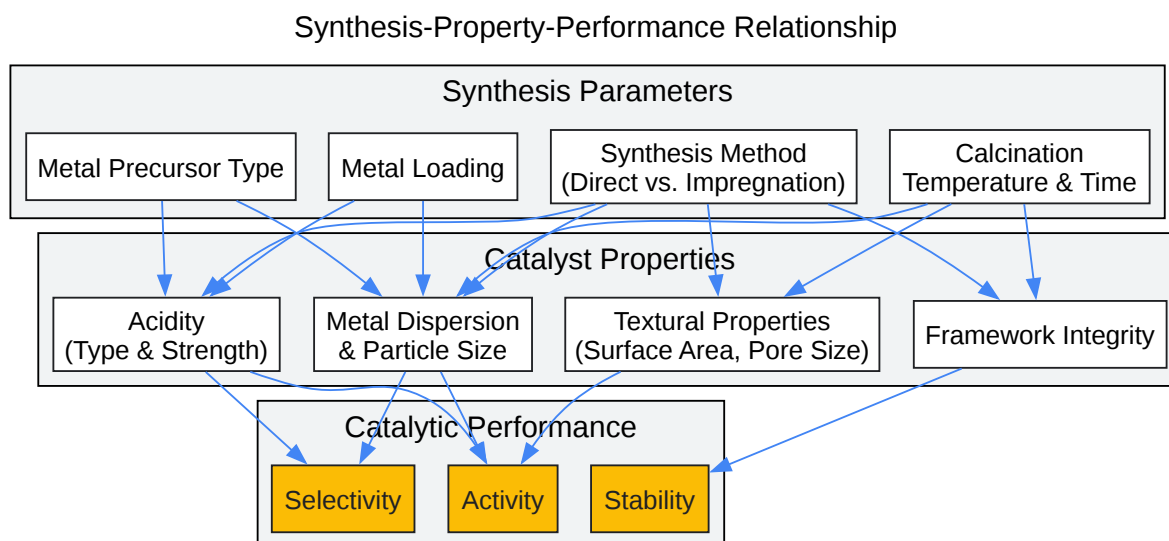 Synthesis-Property-Performance Relationship
Synthesis Parameters
Metal Precursor Type
Metal Loading
Synthesis Method
(Direct vs. Impregnation)
Calcination
Temperature & Time
Catalyst Properties
Acidity
(Type & Strength)
Metal Dispersion
& Particle Size
Textural Properties
(Surface Area, Pore Size)
Framework Integrity
Catalytic Performance
Selectivity
Activity
Stability